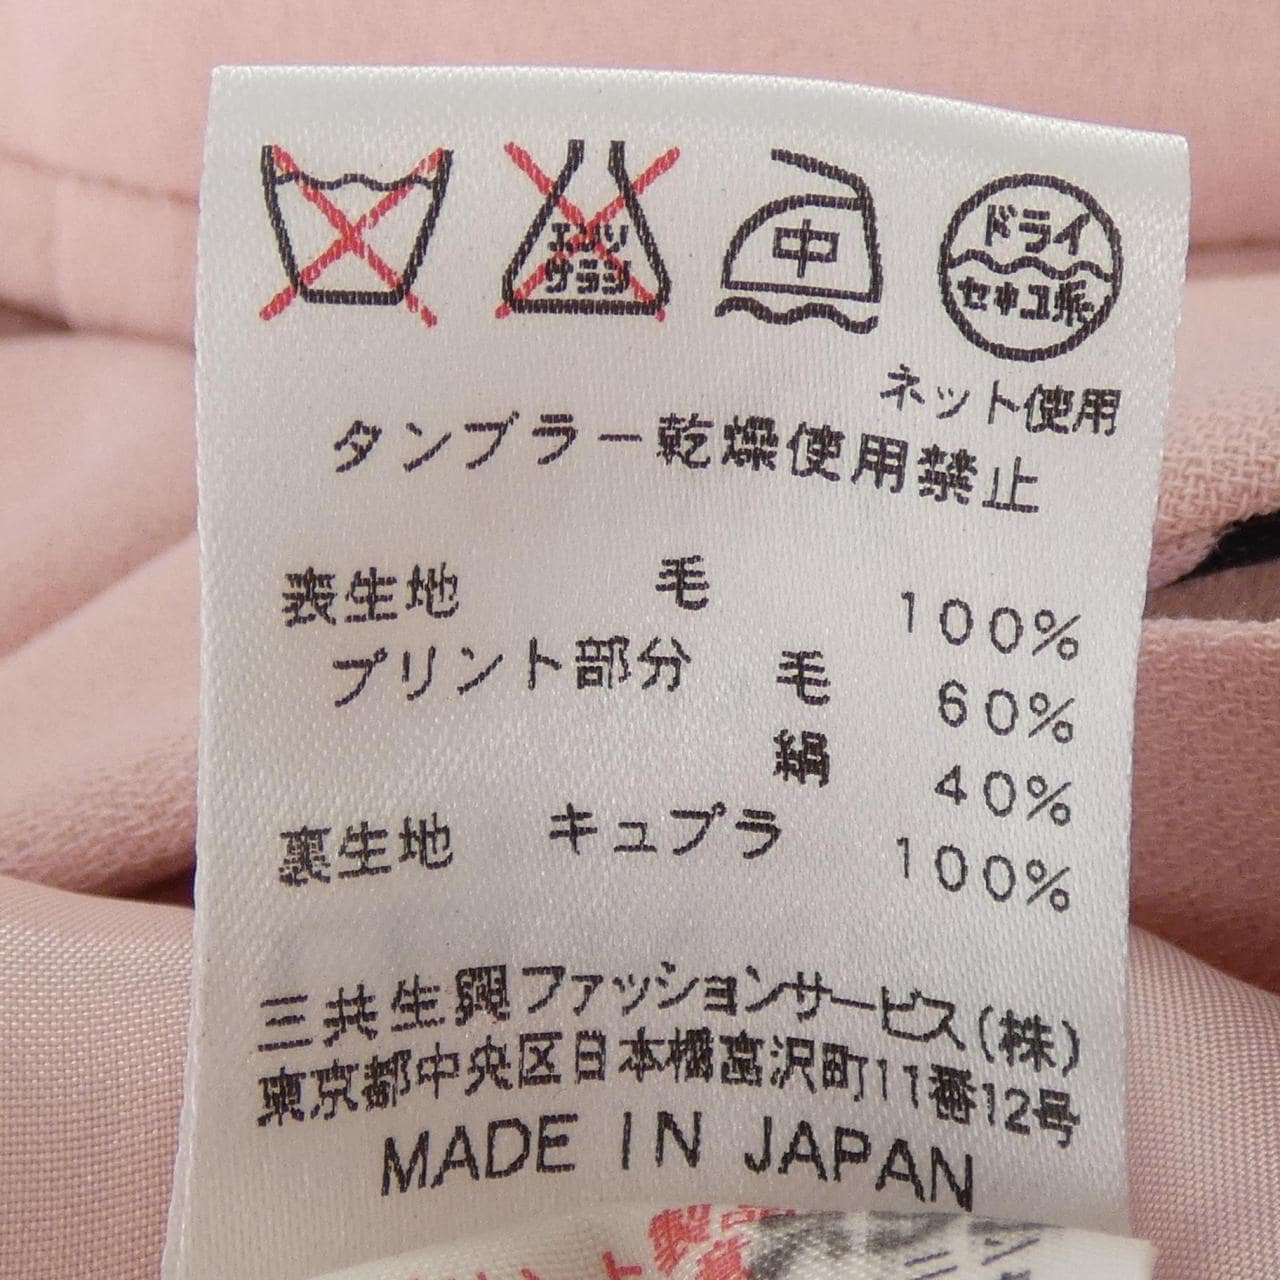 エンソ
サラシ
中
ドライ
セキユ系
ネット使用
タンブラー乾燥使用禁止
表生地 毛 100%
プリント部分 毛 60%
絹 40%
裏生地 キュプラ 100%
三共生興ファッションサービス(株)
東京都中央区日本橋富沢町11番12号
MADE IN JAPAN
製品